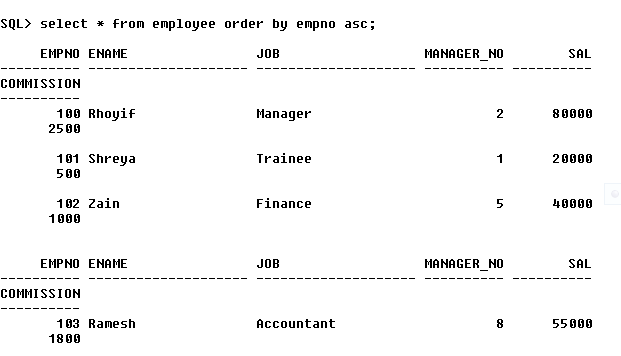 SQL> select * from employee order by empno asc;
EMPNO ENAME JOB MANAGER_NO SAL
---------- -------------------- -------------------- ---------- ----------
COMMISSION
----------
100 Rhoyif Manager 2 80000
2500
101 Shreya Trainee 1 20000
500
102 Zain Finance 5 40000
1000
EMPNO ENAME JOB MANAGER_NO SAL
---------- -------------------- -------------------- ---------- ----------
COMMISSION
----------
103 Ramesh Accountant 8 55000
1800